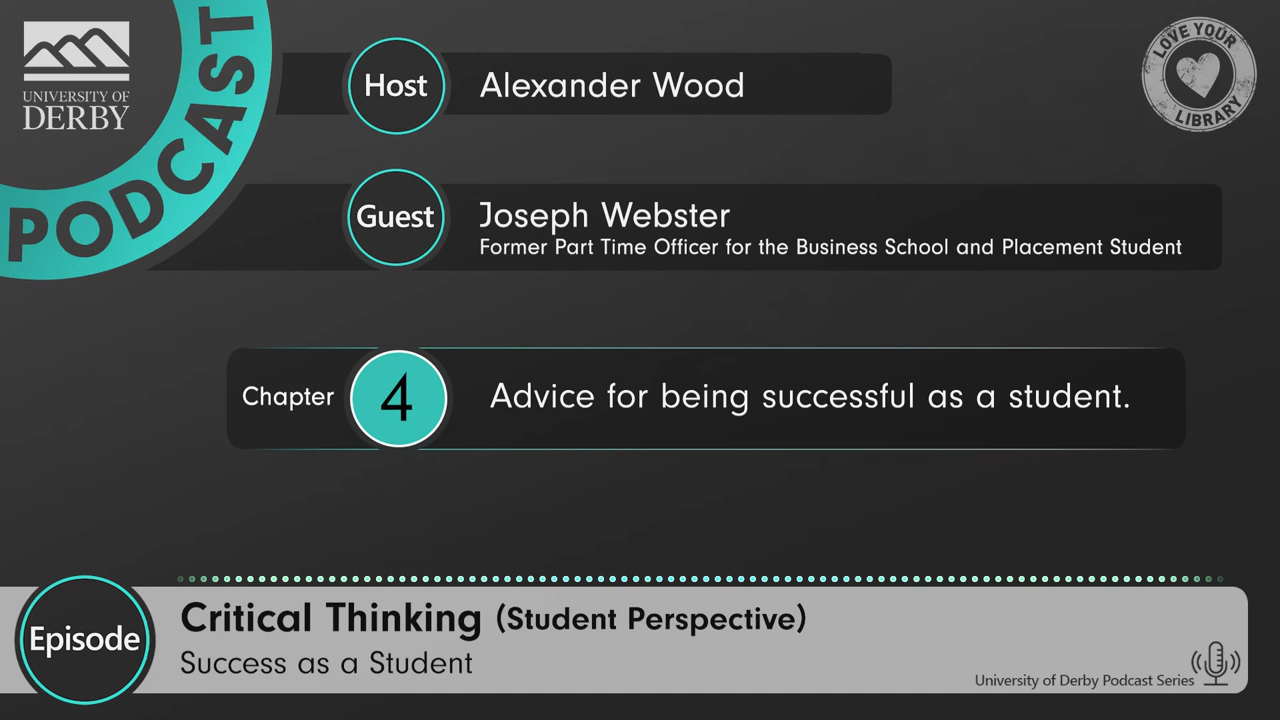 UNIVERSITY OF
DERBY
PODCAST
Host
Alexander Wood
LOVE YOUR
LIBRARY
Guest
Joseph Webster
Former Part Time Officer for the Business School and Placement Student
Chapter
4
Advice for being successful as a student.
Episode
Critical Thinking (Student Perspective)
Success as a Student
University of Derby Podcast Series